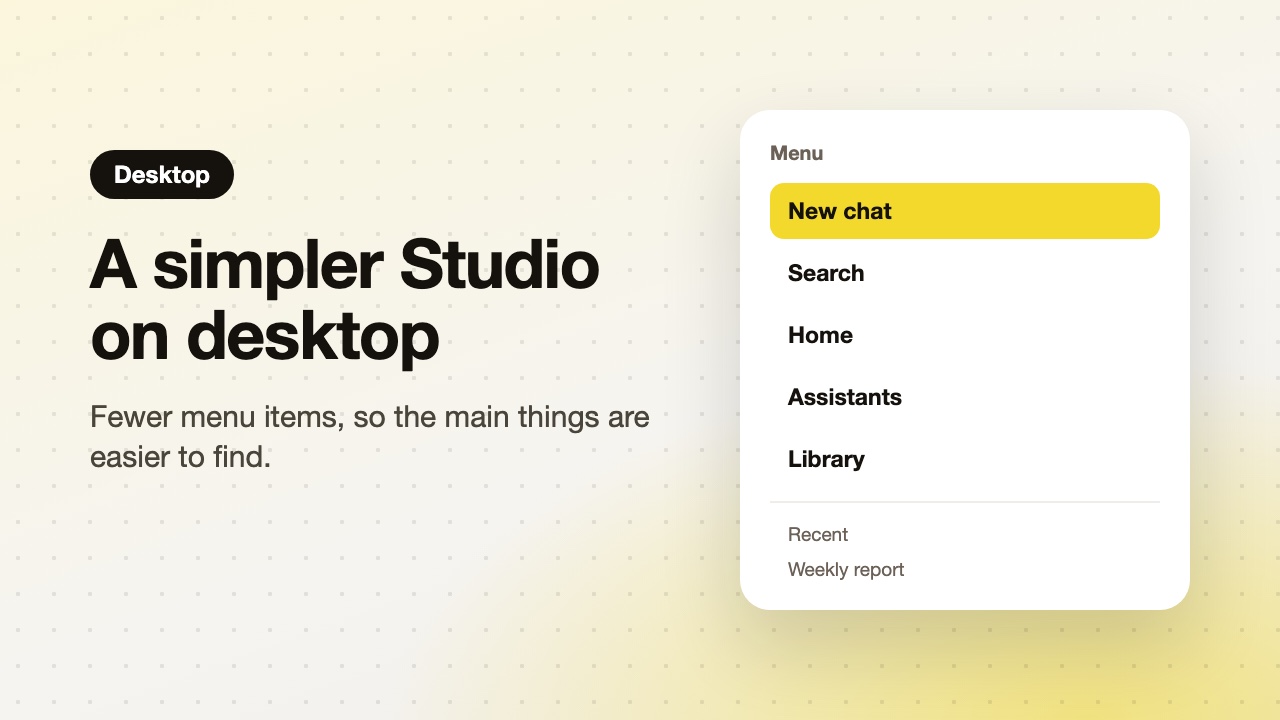 Desktop
A simpler Studio
on desktop
Fewer menu items, so the main things are
easier to find.
Menu
New chat
Search
Home
Assistants
Library
Recent
Weekly report